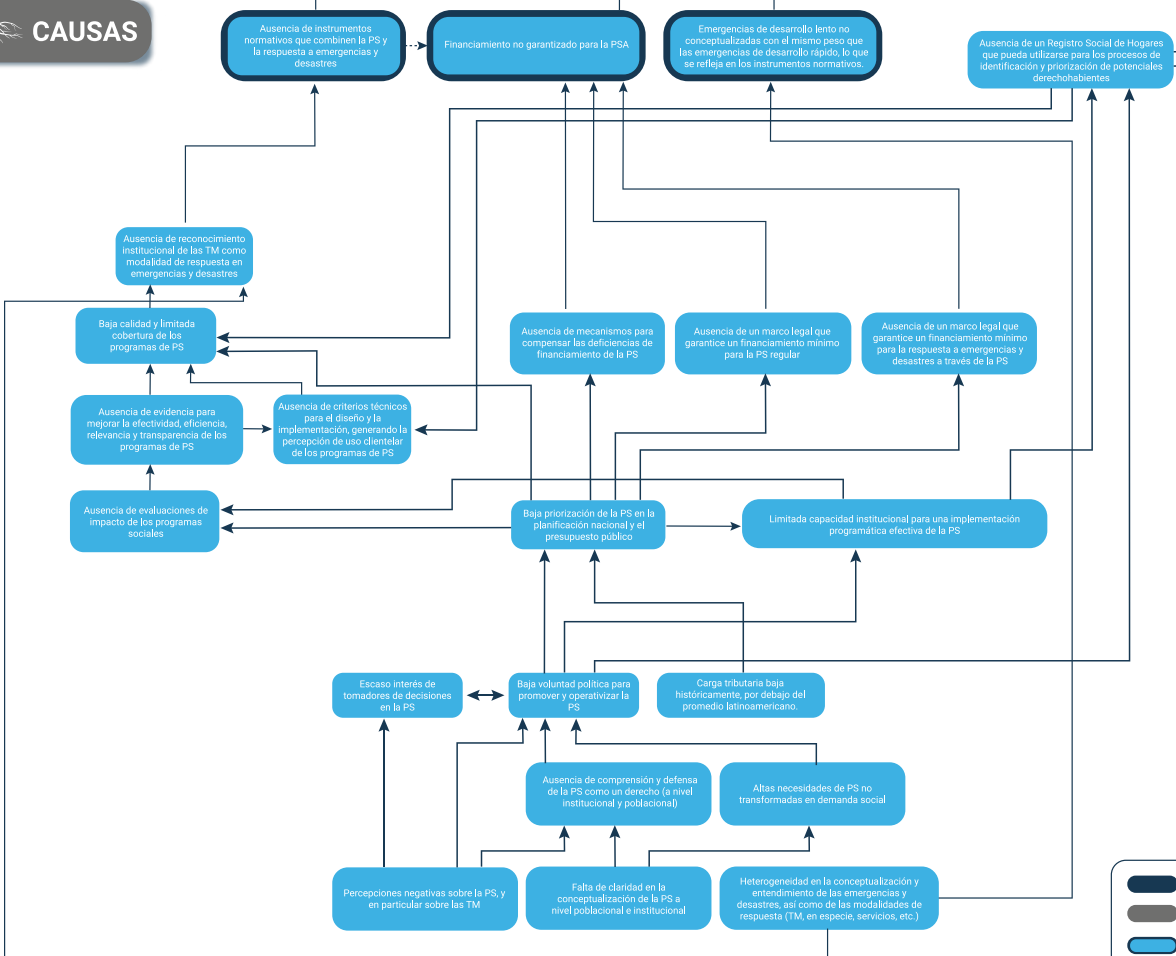 CAUSAS
Ausencia de instrumentos
normativos que combinen la PS y
la respuesta a emergencias y
desastres
Financiamiento no garantizado para la PSA
Emergencias de desarrollo lento no
conceptualizadas con el mismo peso que
las emergencias de desarrollo rápido, lo que
se refleja en los instrumentos normativos.
Ausencia de un Registro Social de Hogares
que pueda utilizarse para los procesos de
identificación y priorización de potenciales
derechohabientes
Ausencia de reconocimiento
institucional de las TM como
modalidad de respuesta en
emergencias y desastres
Baja calidad y limitada
cobertura de los
programas de PS
Ausencia de mecanismos para
compensar las deficiencias de
financiamiento de la PS
Ausencia de un marco legal que
garantice un financiamiento mínimo
para la PS regular
Ausencia de un marco legal que
garantice un financiamiento mínimo
para la respuesta a emergencias y
desastres a través de la PS
Ausencia de evidencia para
mejorar la efectividad, eficiencia,
relevancia y transparencia de los
programas de PS
Ausencia de criterios técnicos
para el diseño y la
implementación, generando la
percepción de uso clientelar
de los programas de PS
Ausencia de evaluaciones de
impacto de los programas
sociales
Baja priorización de la PS en la
planificación nacional y el
presupuesto público
Limitada capacidad institucional para una implementación
programática efectiva de la PS
Escaso interés de
tomadores de decisiones
en la PS
Baja voluntad política para
promover y operativizar la
PS
Carga tributaria baja
históricamente, por debajo del
promedio latinoamericano.
Ausencia de comprensión y defensa
de la PS como un derecho (a nivel
institucional y poblacional)
Altas necesidades de PS no
transformadas en demanda social
Percepciones negativas sobre la PS, y
en particular sobre las TM
Falta de claridad en la
conceptualización de la PS a
nivel poblacional e institucional
Heterogeneidad en la conceptualización y
entendimiento de las emergencias y
desastres, así como de las modalidades de
respuesta (TM, en especie, servicios, etc.)